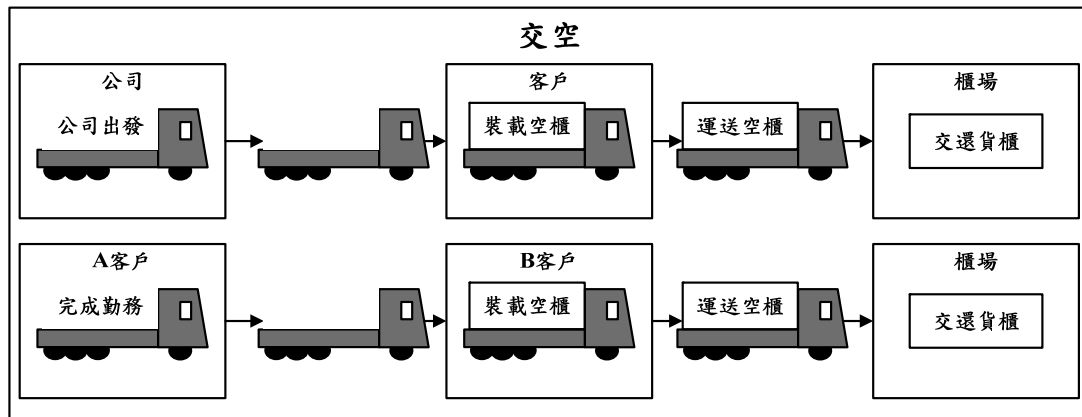 交空
公司
公司出發
客戶
裝載空櫃
運送空櫃
櫃場
交還貨櫃
A客戶
完成勤務
B客戶
裝載空櫃
運送空櫃
櫃場
交還貨櫃